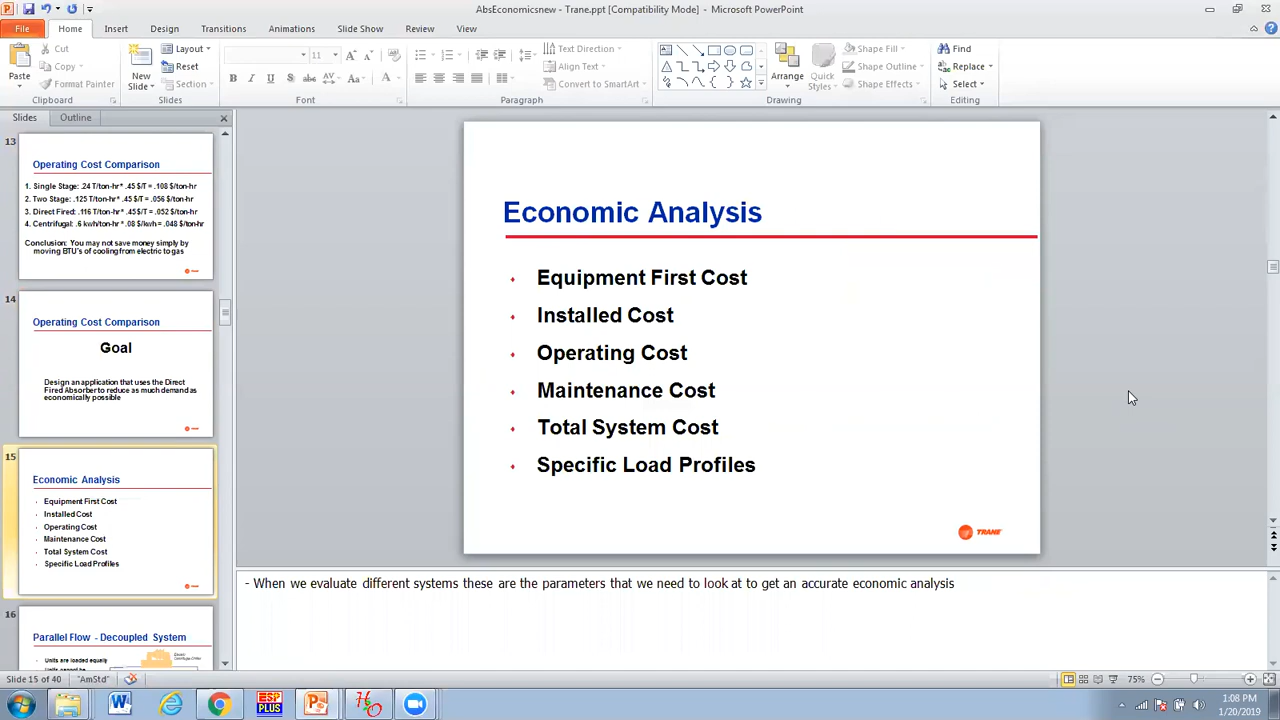 AbsEconomicsnew - Trane.ppt [Compatibility Mode] - Microsoft PowerPoint
File Home Insert Design Transitions Animations Slide Show Review View
Paste
Cut
Copy
Format Painter
Clipboard
New Slide
Layout
Reset
Section
Slides
11
Font
Paragraph
Text Direction
Align Text
Convert to SmartArt
Arrange
Quick Styles
Shape Fill
Shape Outline
Shape Effects
Drawing
Find
Replace
Select
Editing
Slides Outline
13
Operating Cost Comparison
1. Single Stage: .24 T/ton-hr* .45 $/T = .108 $/ton-hr
2. Two Stage: .125 T/ton-hr* .45 $/T = .056 $/ton-hr
3. Direct Fired: .116 T/ton-hr* .45 $/T = .052 $/ton-hr
4. Centrifugal: .6 kwh/ton-hr *.08 $/kwh = .048 $/ton-hr
Conclusion: You may not save money simply by
moving BTU's of cooling from electric to gas
14
Operating Cost Comparison
Goal
Design an application that uses the Direct
Fired Absorber to reduce as much demand as
economically possible
15
Economic Analysis
Equipment First Cost
Installed Cost
Operating Cost
Maintenance Cost
Total System Cost
Specific Load Profiles
16
Parallel Flow - Decoupled System
Units are loaded equally
Economic Analysis
Equipment First Cost
Installed Cost
Operating Cost
Maintenance Cost
Total System Cost
Specific Load Profiles
TRANE
- When we evaluate different systems these are the parameters that we need to look at to get an accurate economic analysis
Slide 15 of 40 "AmStd" 75%
ESP PLUS
1:08 PM
1/20/2019